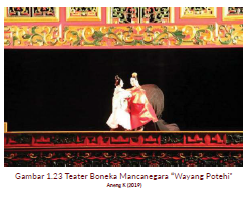 Gambar 1.23 Teater Boneka Mancanegara "Wayang Potehi"
Anang K (2019)